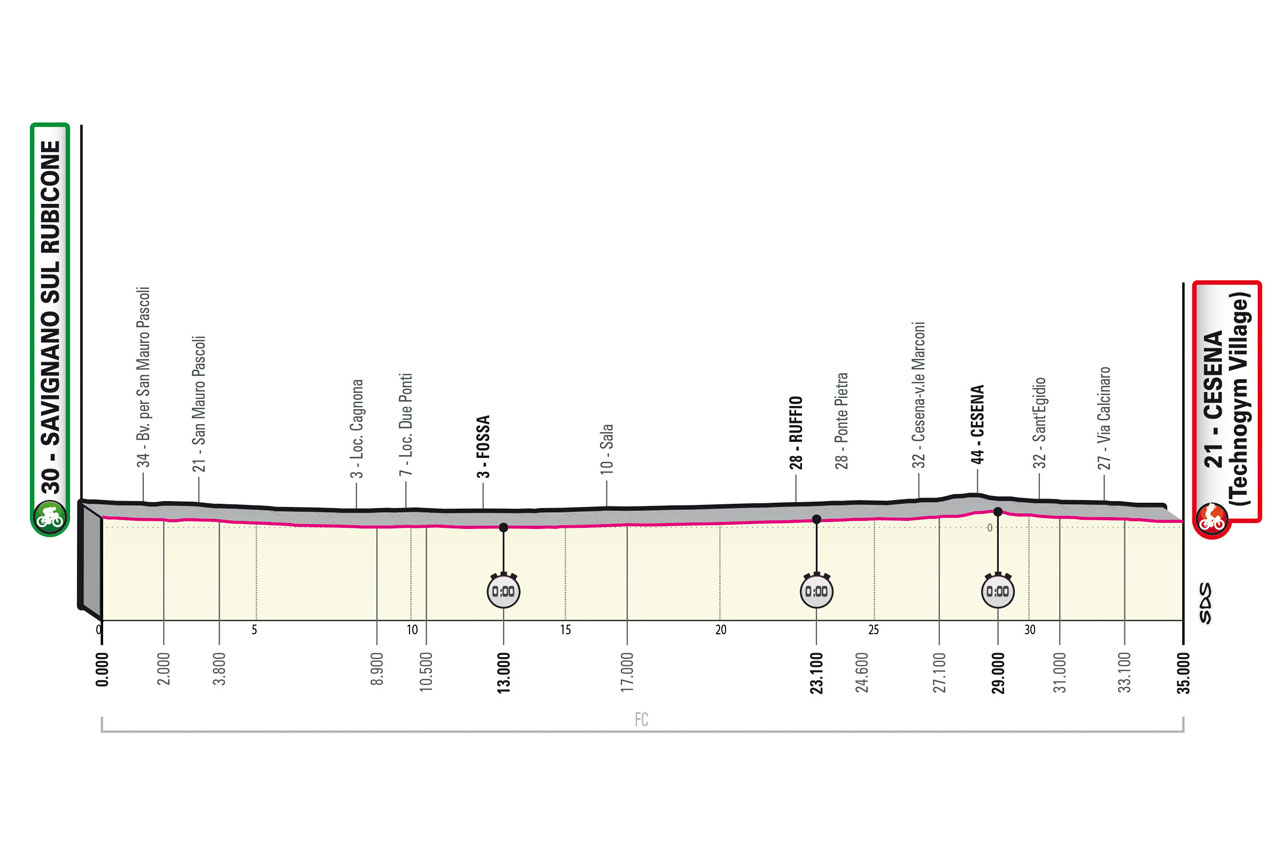 30 - SAVIGNANO SUL RUBICONE
34 - Bv. per San Mauro Pascoli
21 - San Mauro Pascoli
3 - Loc. Cagnona
7 - Loc. Due Ponti
3 - FOSSA
10 - Sala
28 - RUFFIO
28 - Ponte Pietra
32 - Cesena-v.le Marconi
44 - CESENA
32 - Sant'Egidio
27 - Via Calcinaro
21 - CESENA
(Technogym Village)
0
0:00
0:00
0:00
SDS
0
5
10
15
20
25
30
0.000
2.000
3.800
8.900
10.500
13.000
17.000
23.100
24.600
27.100
29.000
31.000
33.100
35.000
FC